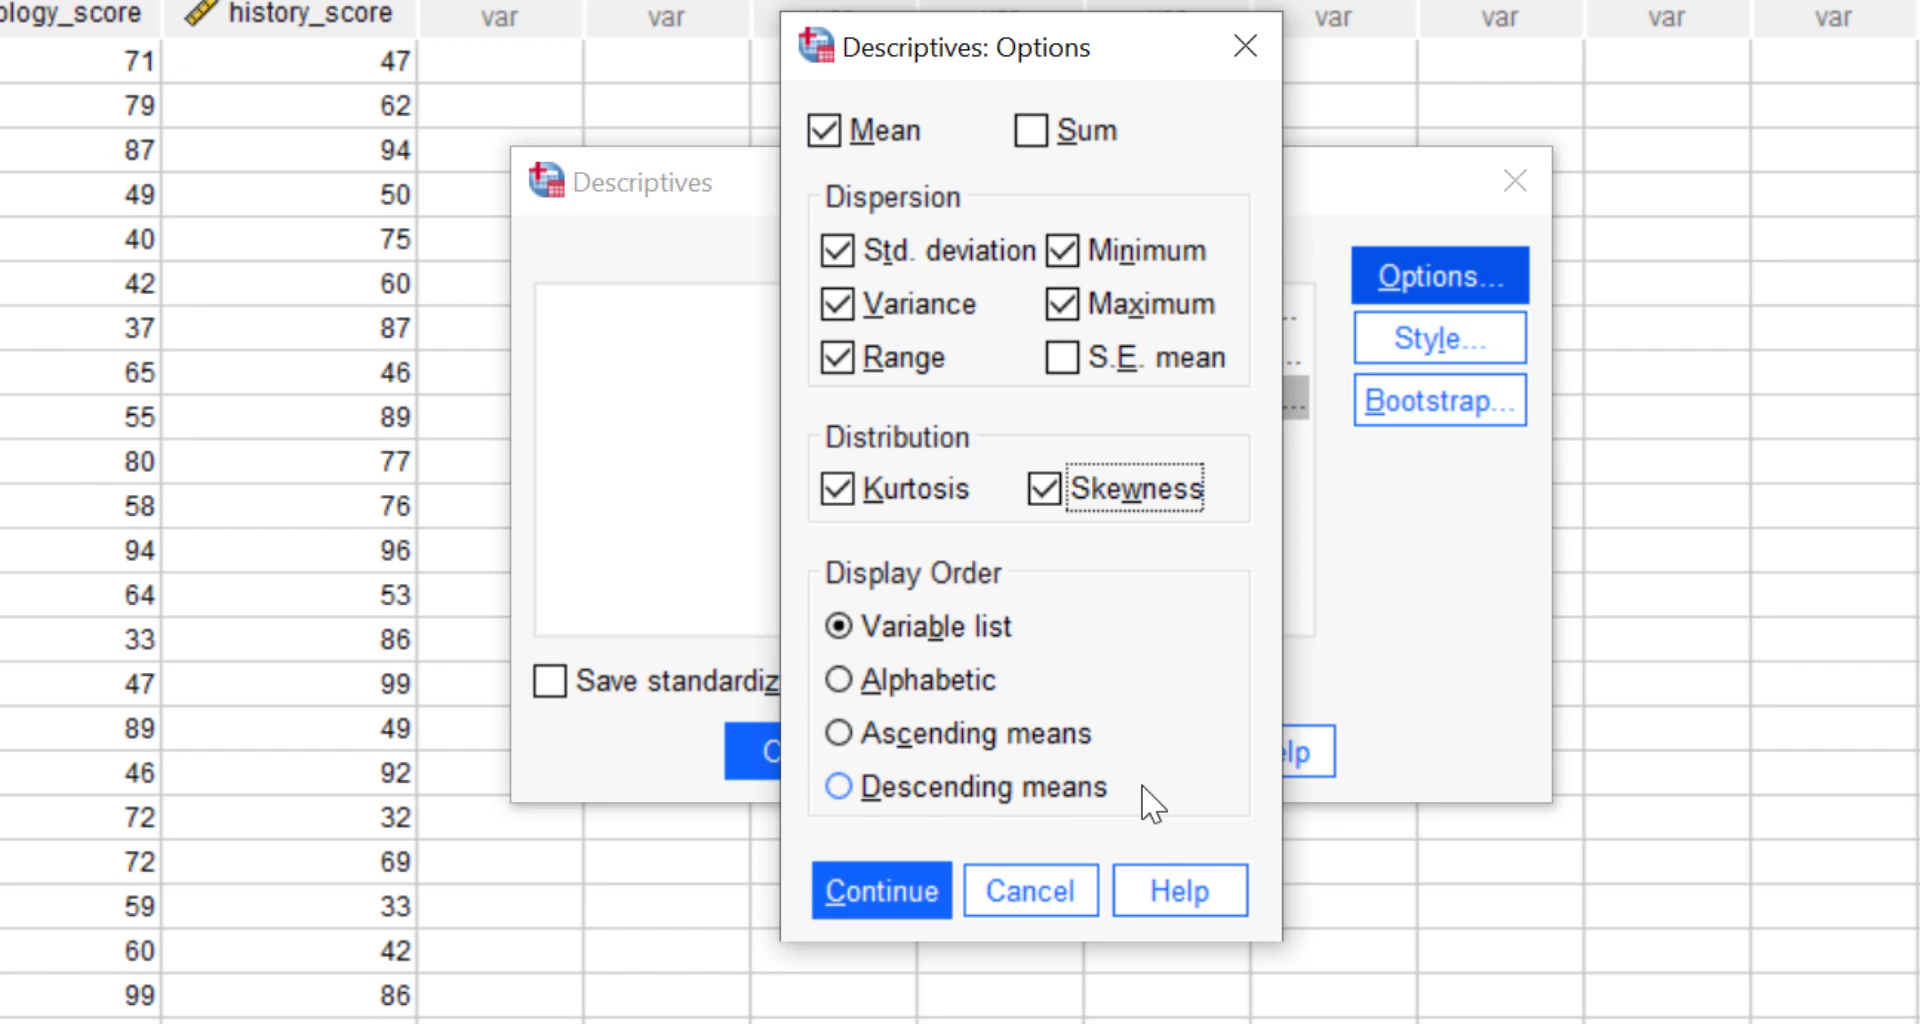 ology_score history_score var var var var var var
Descriptives: Options
71 47
79 62
87 94
49 50
40 75
42 60
37 87
65 46
55 89
80 77
58 76
94 96
64 53
33 86
47 99
89 49
46 92
72 32
72 69
59 33
60 42
99 86
Descriptives
Options...
Style...
Bootstrap...
Save standardiz
C
elp
Mean Sum
Dispersion
Std. deviation Minimum
Variance Maximum
Range S.E. mean
Distribution
Kurtosis Skewness
Display Order
Variable list
Alphabetic
Ascending means
Descending means
Continue Cancel Help